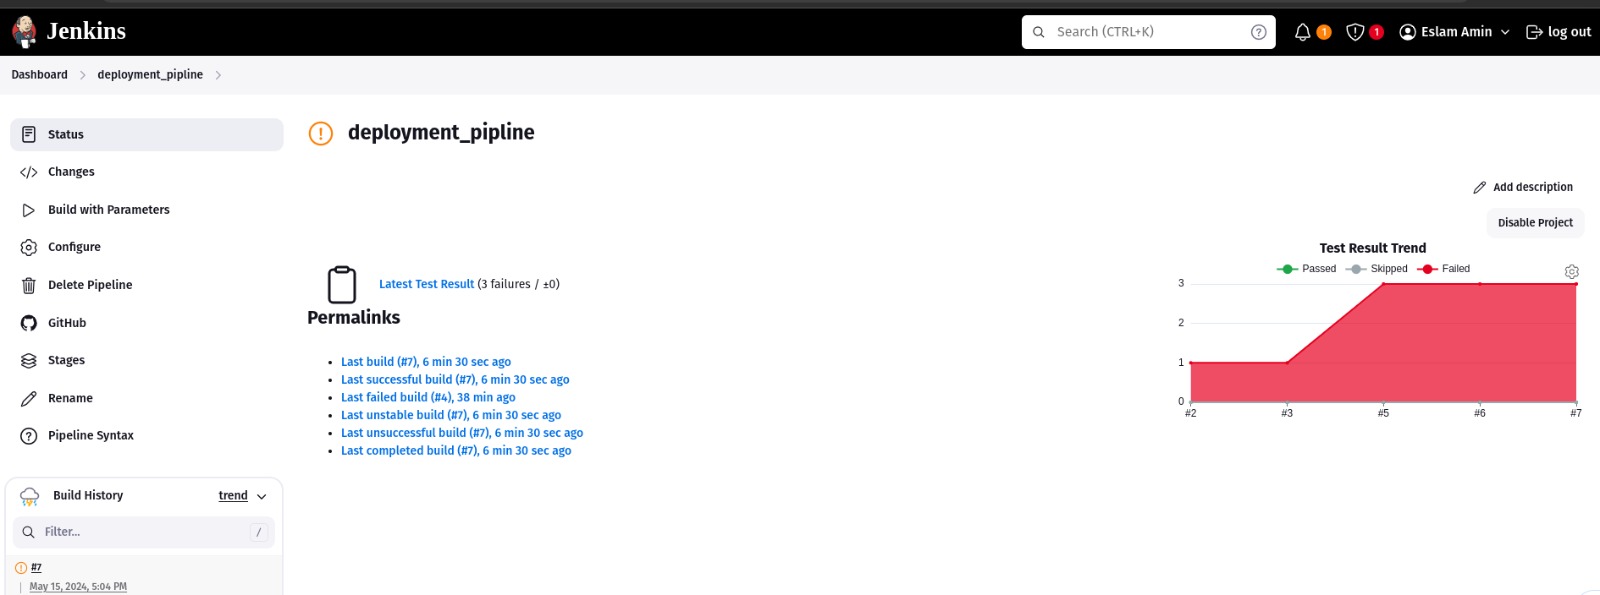 Jenkins
Search (CTRL+K)
1
1
Eslam Amin
log out
Dashboard
deployment_pipline
Status
Changes
Build with Parameters
Configure
Delete Pipeline
GitHub
Stages
Rename
Pipeline Syntax
Build History
trend
Filter...
/
#7
May 15, 2024, 5:04 PM
deployment_pipline
Add description
Disable Project
Latest Test Result (3 failures / ±0)
Permalinks
Last build (#7), 6 min 30 sec ago
Last successful build (#7), 6 min 30 sec ago
Last failed build (#4), 38 min ago
Last unstable build (#7), 6 min 30 sec ago
Last unsuccessful build (#7), 6 min 30 sec ago
Last completed build (#7), 6 min 30 sec ago
Test Result Trend
Passed Skipped Failed
3
2
1
0
#2 #3 #5 #6 #7